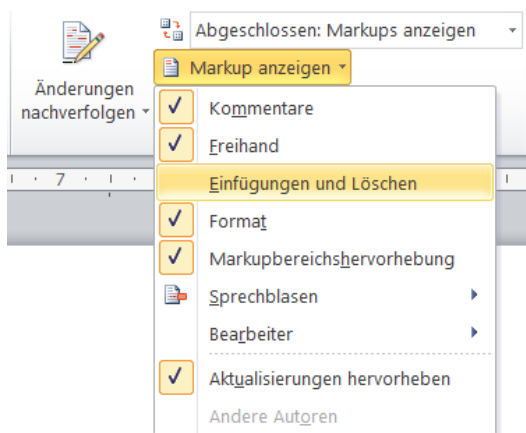 Abgeschlossen: Markups anzeigen
Markup anzeigen
Änderungen
nachverfolgen
Kommentare
Freihand
7
Einfügungen und Löschen
Format
Markupbereichshervorhebung
Sprechblasen
Bearbeiter
Aktualisierungen hervorheben
Andere Autoren